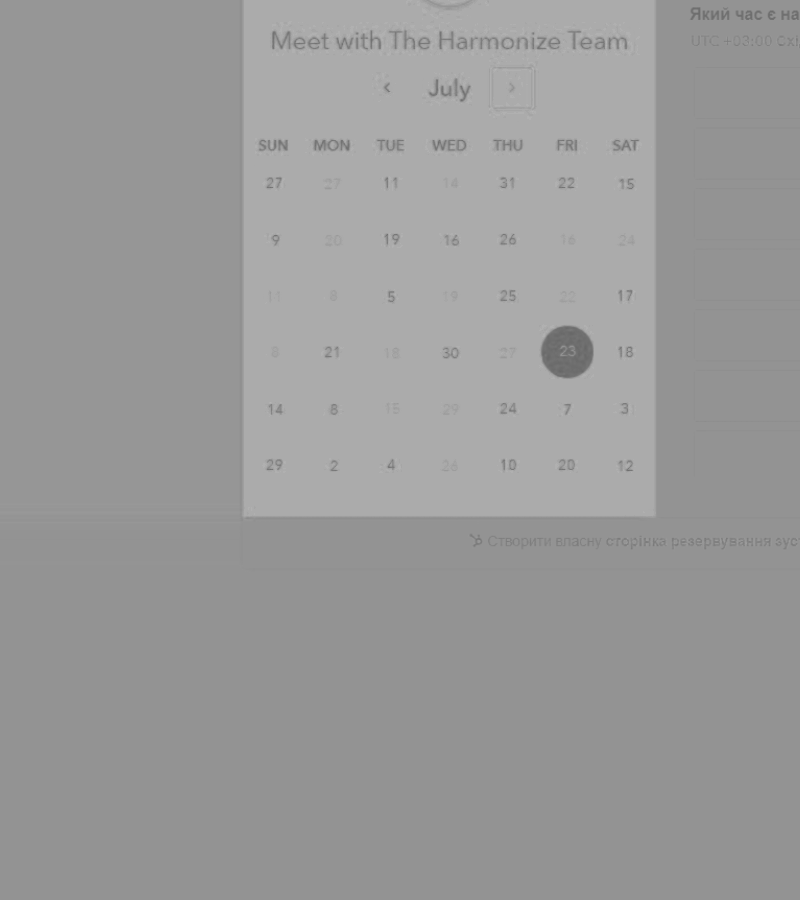 Який час є на
UTC +03:00 Схі
Meet with The Harmonize Team
‹ July ›
SUN MON TUE WED THU FRI SAT
27 27 11 14 31 22 15
9 20 19 16 26 16 24
11 8 5 19 25 22 17
8 21 18 30 27 23 18
14 8 15 29 24 7 3
29 2 4 26 10 20 12
Створити власну сторінка резервування зуст